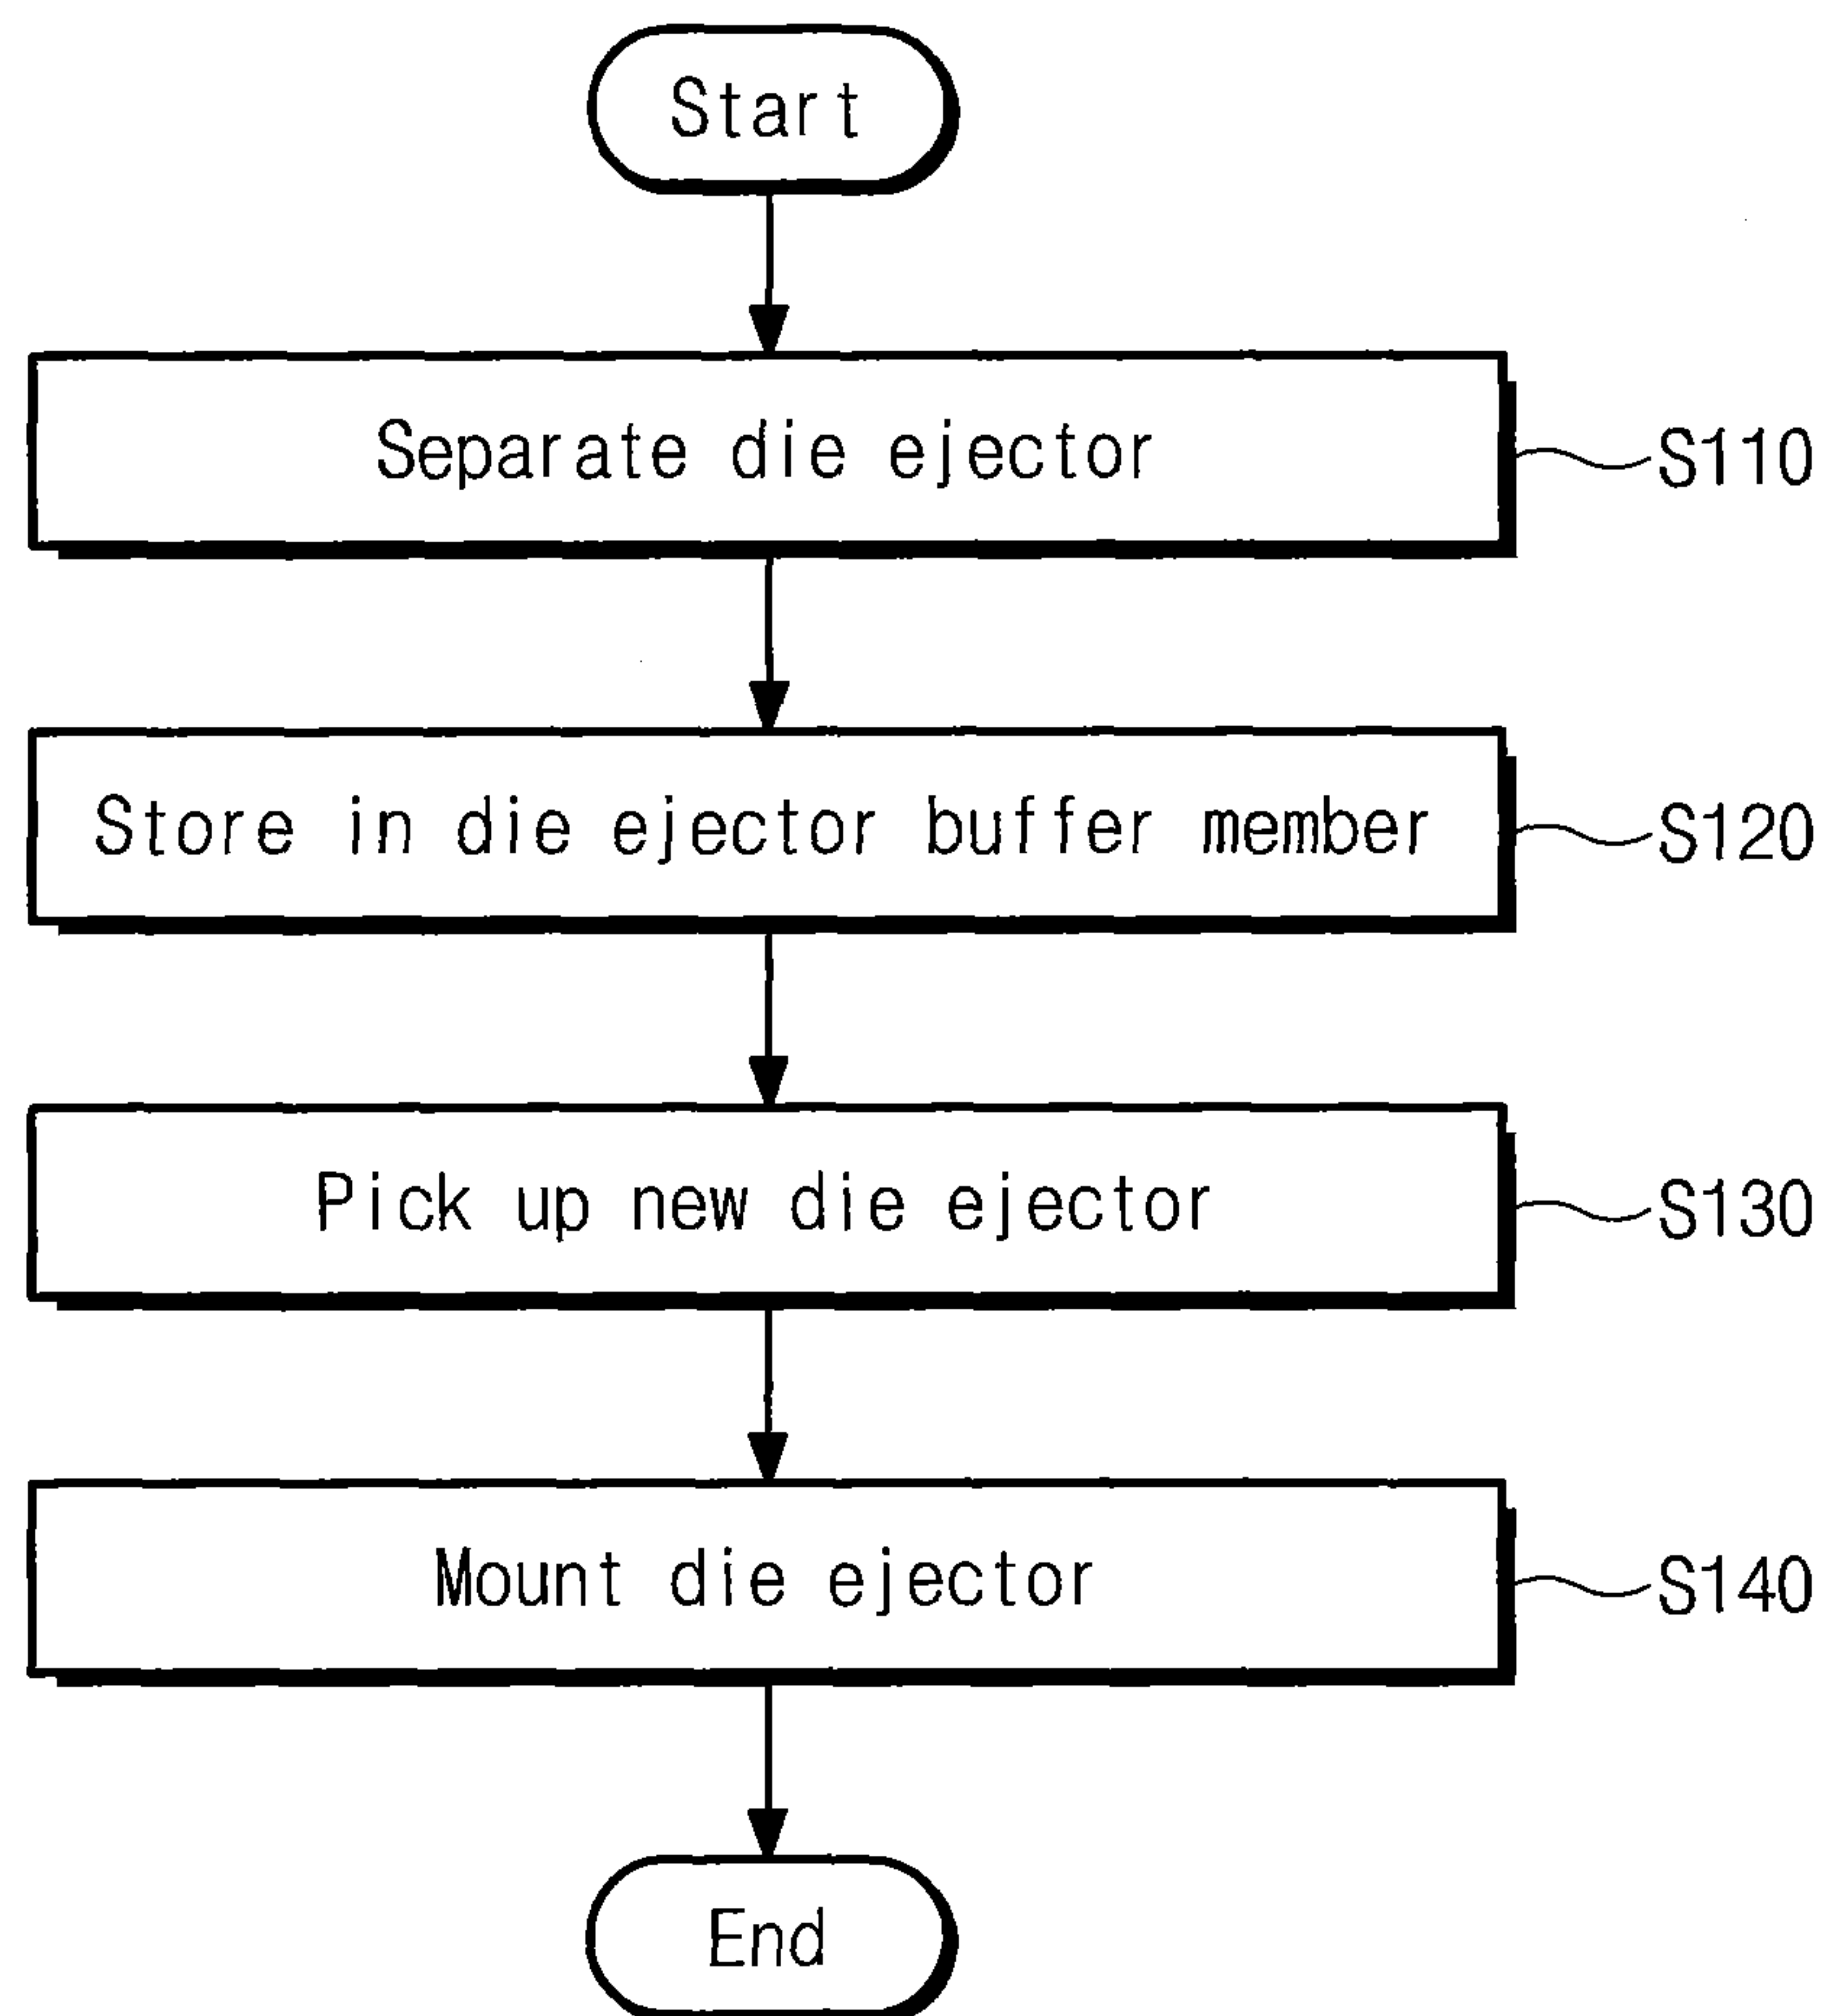 Start
Separate die ejector
S110
Store in die ejector buffer member
S120
Pick up new die ejector
S130
Mount die ejector
S140
End